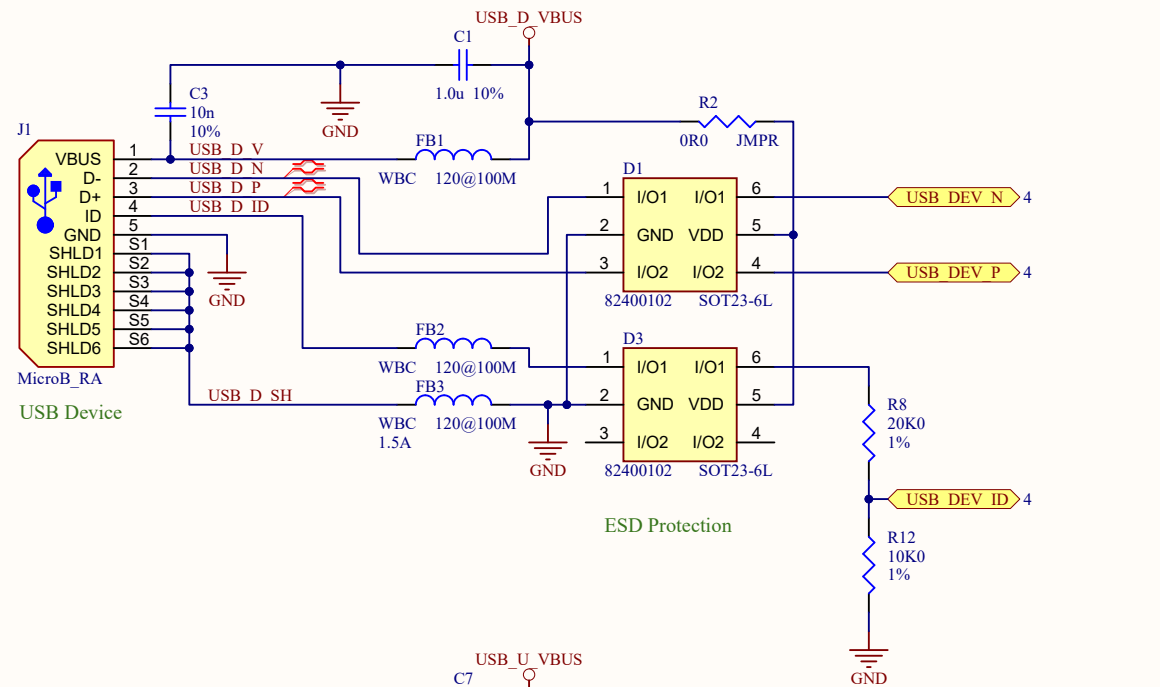 USB_D_VBUS
C1
1.0u 10%
C3
10n
10%
GND
R2
0R0 JMPR
J1
FB1
WBC 120@100M
VBUS 1 USB_D_V
D- 2 USB_D_N
D+ 3 USB_D_P
ID 4 USB_D_ID
GND 5
SHLD1 S1
SHLD2 S2
SHLD3 S3
SHLD4 S4
SHLD5 S5
SHLD6 S6
GND
MicroB_RA
USB Device
D1
1 I/O1 I/O1 6
2 GND VDD 5
3 I/O2 I/O2 4
82400102 SOT23-6L
USB_DEV_N 4
USB_DEV_P 4
FB2
WBC 120@100M
USB_D_SH
FB3
WBC 120@100M
1.5A
GND
D3
1 I/O1 I/O1 6
2 GND VDD 5
3 I/O2 I/O2 4
82400102 SOT23-6L
ESD Protection
R8
20K0
1%
USB_DEV_ID 4
R12
10K0
1%
GND
USB_U_VBUS
C7